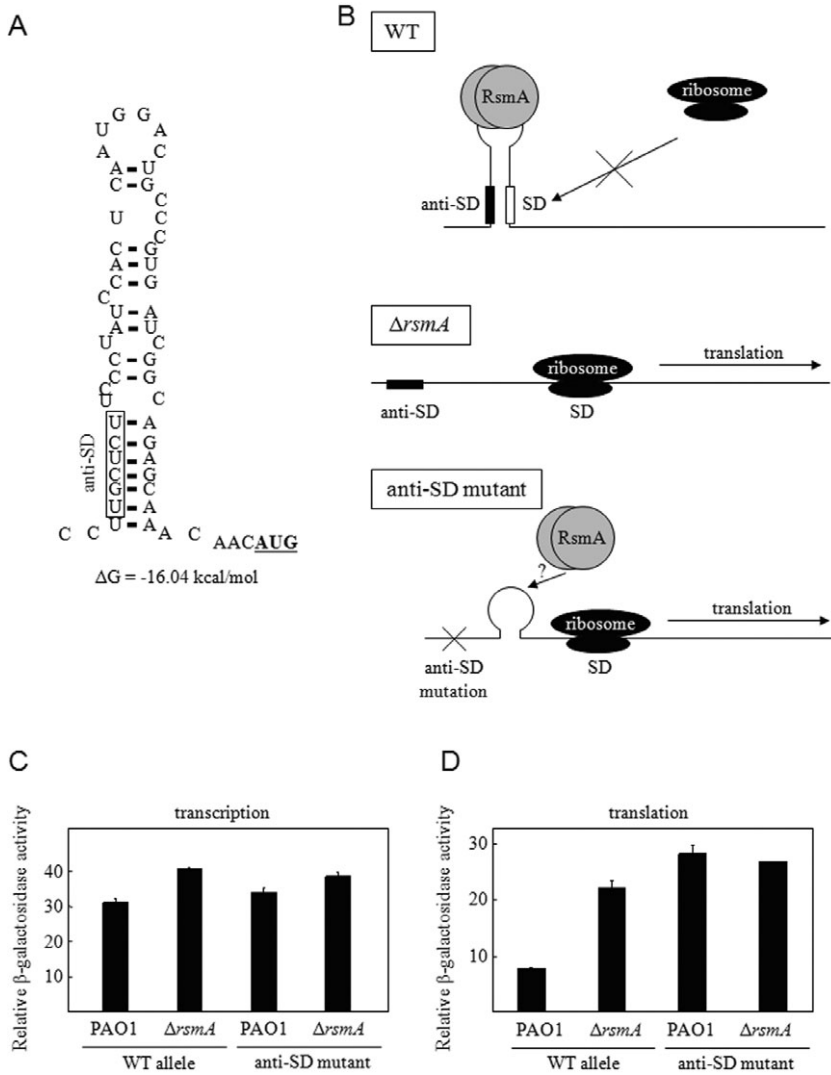 A
U G G A
A C
A U
C G
U C
C C
A G
C U
C G
C
U A
A U
U C
C G
C G
C
U C
U A
C G
U A
C G
G C
U A
U A
anti-SD
C C A C AACAUG
ΔG = -16.04 kcal/mol
B
WT
RsmA
ribosome
anti-SD
SD
ΔrsmA
ribosome
translation
anti-SD
SD
anti-SD mutant
RsmA
?
ribosome
translation
anti-SD
mutation
SD
C
transcription
Relative β-galactosidase activity
40
30
20
10
PAO1 ΔrsmA PAO1 ΔrsmA
WT allele anti-SD mutant
D
translation
Relative β-galactosidase activity
30
20
10
PAO1 ΔrsmA PAO1 ΔrsmA
WT allele anti-SD mutant